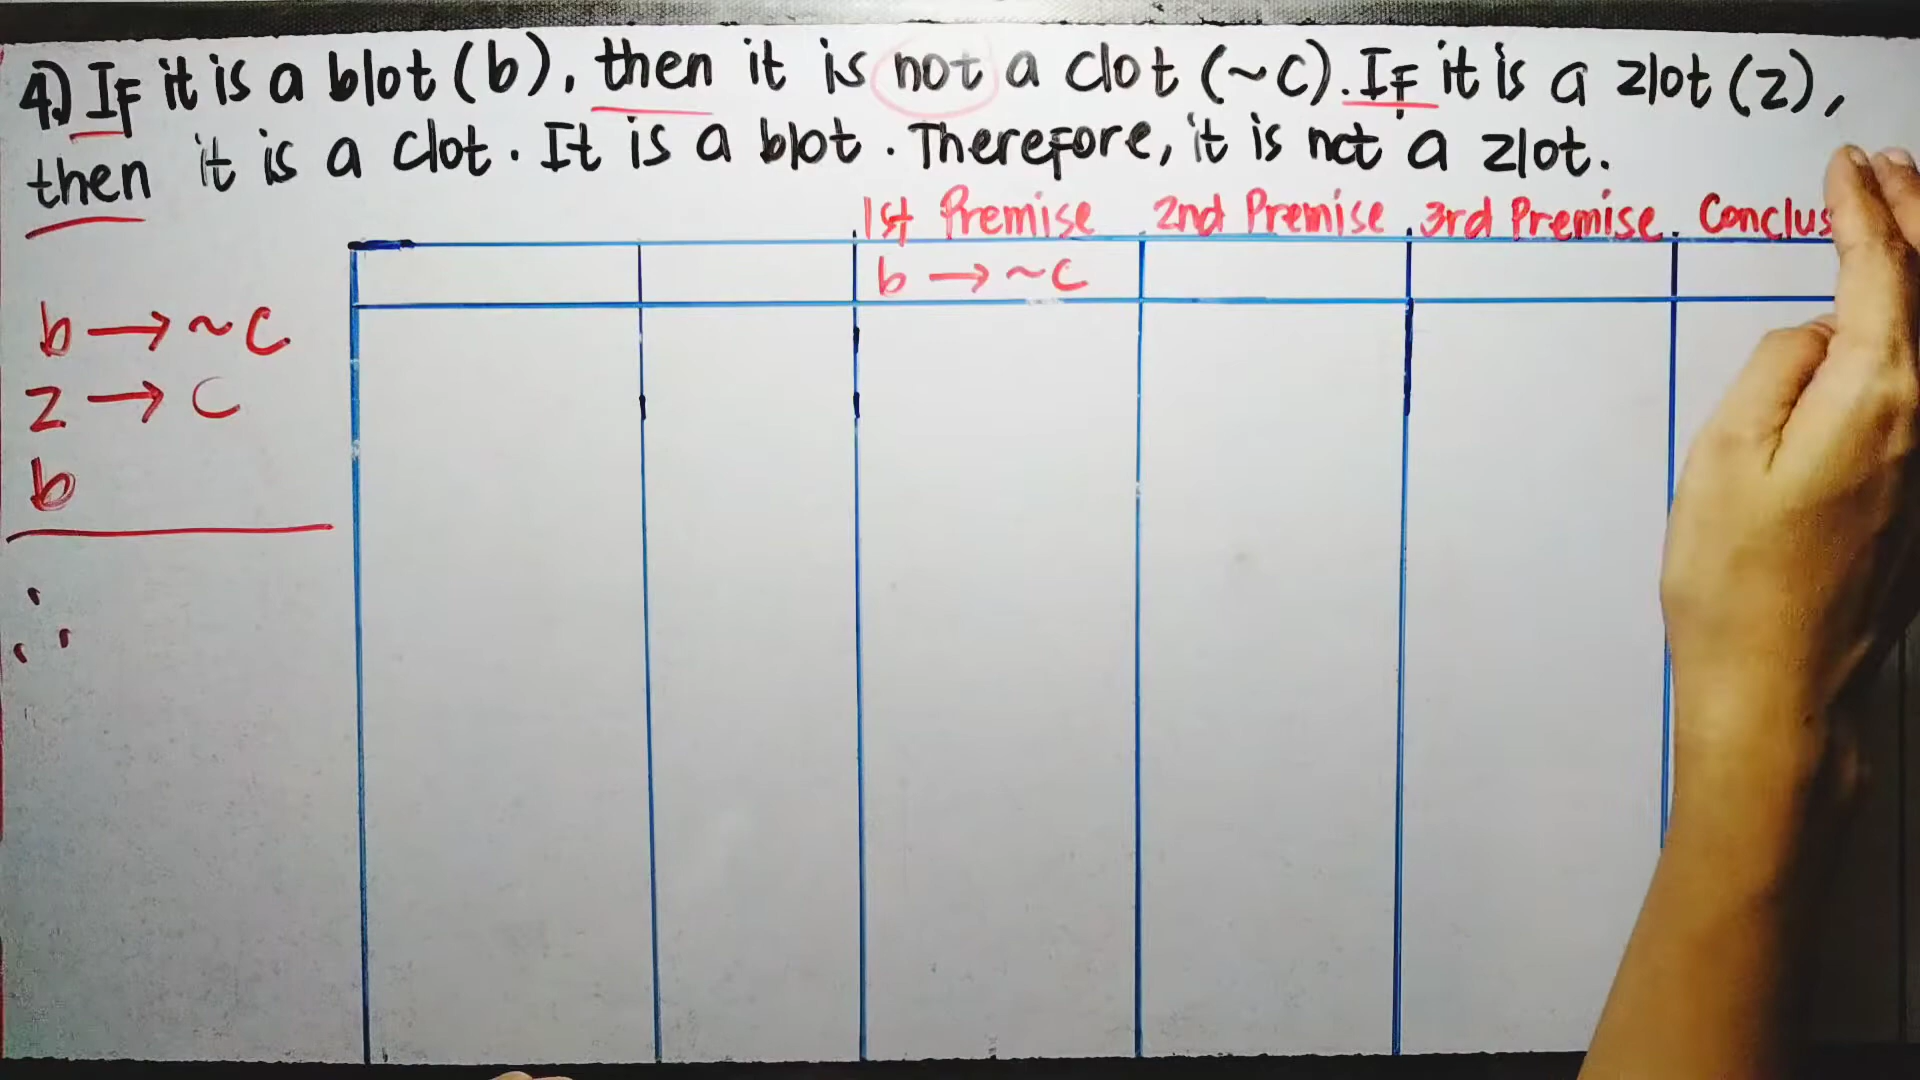 4.) IF it is a blot (b), then it is not a clot (~c). IF it is a zlot (z),
then it is a clot. It is a blot. Therefore, it is not a zlot.
1st Premise 2nd Premise 3rd Premise Conclus
b → ~c
b → ~c
z → c
b
∴